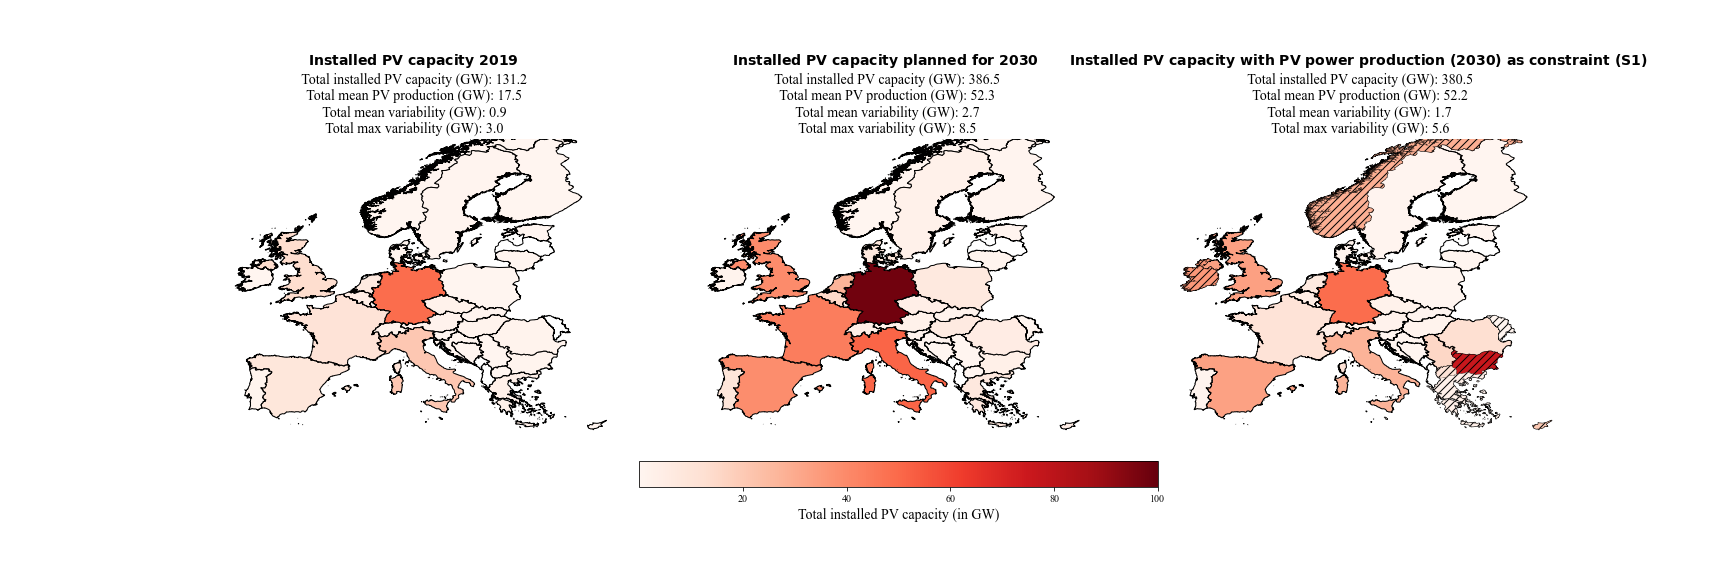 Installed PV capacity 2019
Total installed PV capacity (GW): 131.2
Total mean PV production (GW): 17.5
Total mean variability (GW): 0.9
Total max variability (GW): 3.0
Installed PV capacity planned for 2030
Total installed PV capacity (GW): 386.5
Total mean PV production (GW): 52.3
Total mean variability (GW): 2.7
Total max variability (GW): 8.5
Installed PV capacity with PV power production (2030) as constraint (S1)
Total installed PV capacity (GW): 380.5
Total mean PV production (GW): 52.2
Total mean variability (GW): 1.7
Total max variability (GW): 5.6
20 40 60 80 100
Total installed PV capacity (in GW)